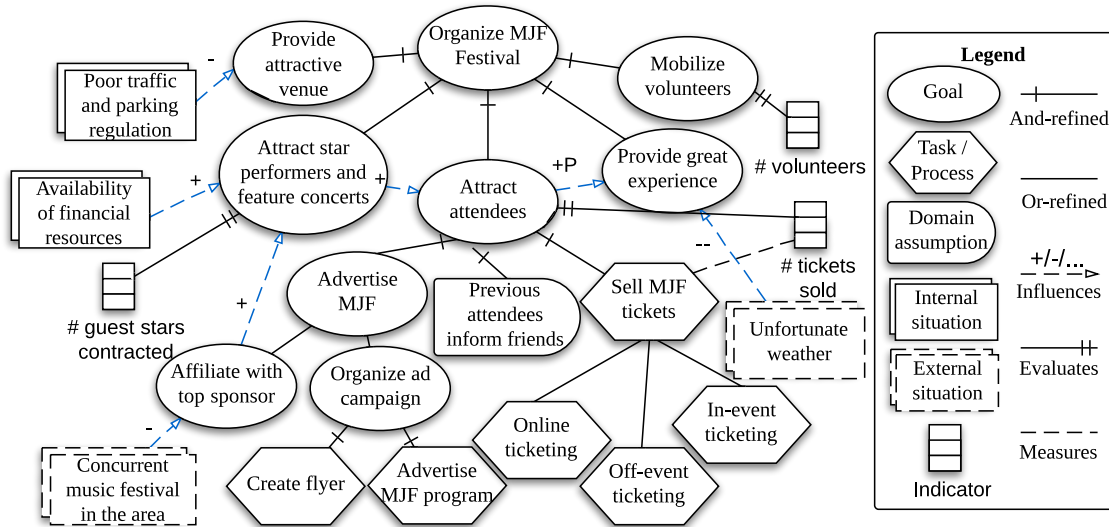 Organize MJF
Festival
Provide
attractive
venue
-
Poor traffic
and parking
regulation
Mobilize
volunteers
# volunteers
Attract star
performers and
feature concerts
+
+
Availability
of financial
resources
Attract
attendees
+P
Provide great
experience
--
# tickets
sold
# guest stars
contracted
+
Advertise
MJF
Previous
attendees
inform friends
Sell MJF
tickets
Unfortunate
weather
Affiliate with
top sponsor
-
Organize ad
campaign
Concurrent
music festival
in the area
Create flyer
Advertise
MJF program
Online
ticketing
Off-event
ticketing
In-event
ticketing
Legend
Goal
And-refined
Task /
Process
Or-refined
Domain
assumption
+/-/...
Influences
Internal
situation
Evaluates
External
situation
Measures
Indicator